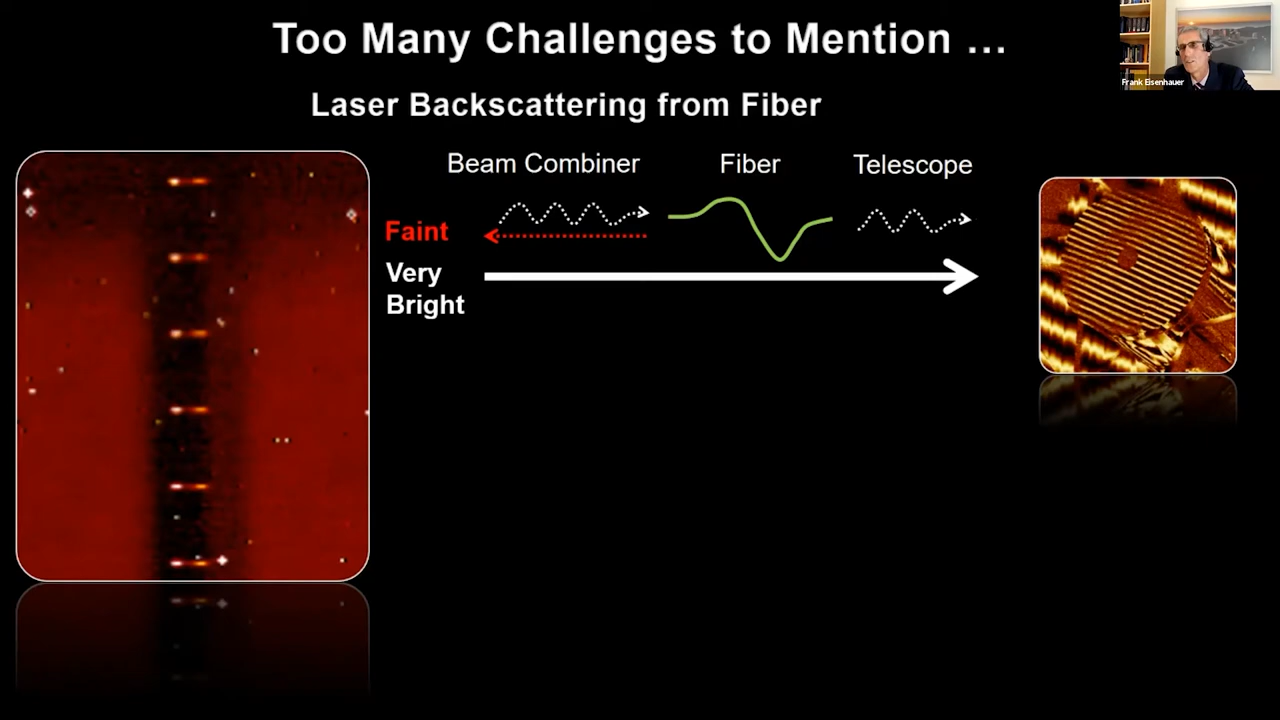 Too Many Challenges to Mention ...
Frank Eisenhauer
Laser Backscattering from Fiber
Beam Combiner
Fiber
Telescope
Faint
Very
Bright